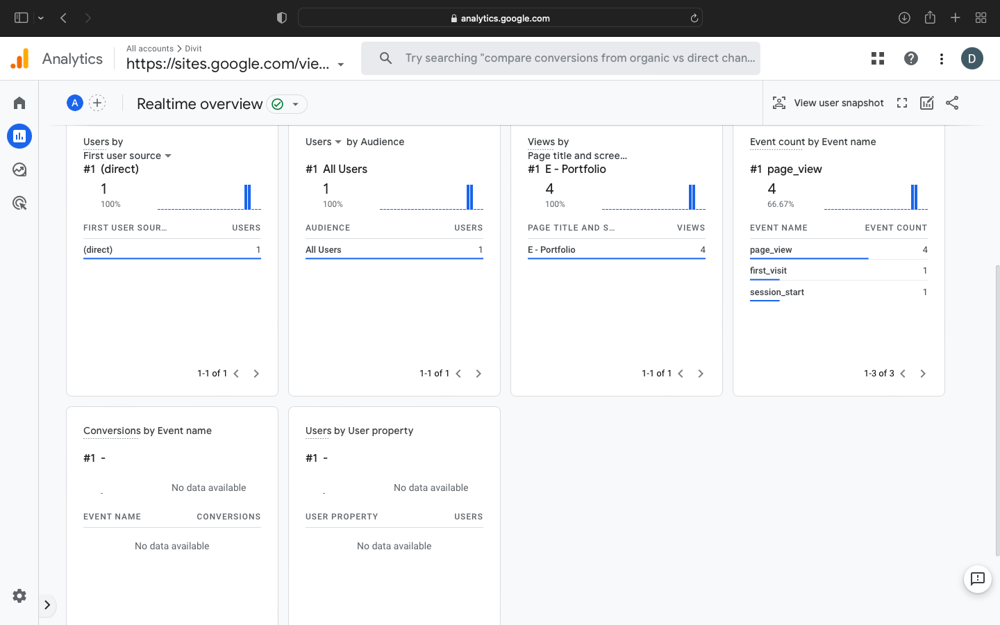 analytics.google.com
Analytics
All accounts > Divit
https://sites.google.com/vie...
Try searching "compare conversions from organic vs direct chan...
D
A
Realtime overview
View user snapshot
Users by
First user source
#1 (direct)
1
100%
FIRST USER SOUR... USERS
(direct) 1
1-1 of 1
Users by Audience
#1 All Users
1
100%
AUDIENCE USERS
All Users 1
1-1 of 1
Views by
Page title and scree...
#1 E - Portfolio
4
100%
PAGE TITLE AND S... VIEWS
E - Portfolio 4
1-1 of 1
Event count by Event name
#1 page_view
4
66.67%
EVENT NAME EVENT COUNT
page_view 4
first_visit 1
session_start 1
1-3 of 3
Conversions by Event name
#1 -
- No data available
EVENT NAME CONVERSIONS
No data available
Users by User property
#1 -
- No data available
USER PROPERTY USERS
No data available